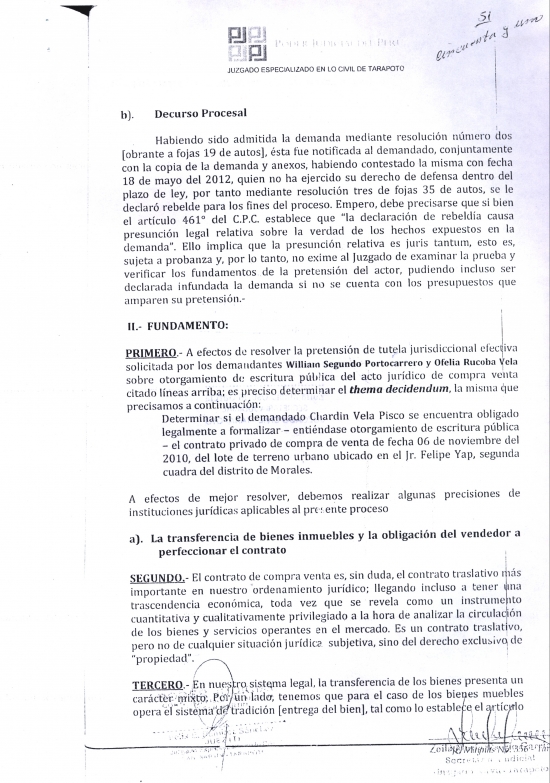 51
cincuenta y uno
PODER JUDICIAL DEL PERÚ
JUZGADO ESPECIALIZADO EN LO CIVIL DE TARAPOTO
b). Decurso Procesal
Habiendo sido admitida la demanda mediante resolución número dos
[obrante a fojas 19 de autos], ésta fue notificada al demandado, conjuntamente
con la copia de la demanda y anexos, habiendo contestado la misma con fecha
18 de mayo del 2012, quien no ha ejercido su derecho de defensa dentro del
plazo de ley, por tanto mediante resolución tres de fojas 35 de autos, se le
declaró rebelde para los fines del proceso. Empero, debe precisarse que si bien
el artículo 461° del C.P.C. establece que “la declaración de rebeldía causa
presunción legal relativa sobre la verdad de los hechos expuestos en la
demanda”. Ello implica que la presunción relativa es juris tantum, esto es,
sujeta a probanza y, por lo tanto, no exime al Juzgado de examinar la prueba y
verificar los fundamentos de la pretensión del actor, pudiendo incluso ser
declarada infundada la demanda si no se cuenta con los presupuestos que
amparen su pretensión.-
II.- FUNDAMENTO:
PRIMERO.- A efectos de resolver la pretensión de tutela jurisdiccional efectiva
solicitada por los demandantes William Segundo Portocarrero y Ofelia Rucoba Vela
sobre otorgamiento de escritura pública del acto jurídico de compra venta
citado líneas arriba; es preciso determinar el thema decidendum, la misma que
precisamos a continuación:
Determinar si el demandado Chardin Vela Pisco se encuentra obligado
legalmente a formalizar – entiéndase otorgamiento de escritura pública
– el contrato privado de compra de venta de fecha 06 de noviembre del
2010, del lote de terreno urbano ubicado en el Jr. Felipe Yap, segunda
cuadra del distrito de Morales.
A efectos de mejor resolver, debemos realizar algunas precisiones de
instituciones jurídicas aplicables al presente proceso
a). La transferencia de bienes inmuebles y la obligación del vendedor a
perfeccionar el contrato
SEGUNDO.- El contrato de compra venta es, sin duda, el contrato traslativo más
importante en nuestro ordenamiento jurídico; llegando incluso a tener una
trascendencia económica, toda vez que se revela como un instrumento
cuantitativa y cualitativamente privilegiado a la hora de analizar la circulación
de los bienes y servicios operantes en el mercado. Es un contrato traslativo,
pero no de cualquier situación jurídica subjetiva, sino del derecho exclusivo de
“propiedad”.
TERCERO.- En nuestro sistema legal, la transferencia de los bienes presenta un
carácter mixto; Por un lado, tenemos que para el caso de los bienes muebles
opera el sistema de tradición [entrega del bien], tal como lo establece el artículo